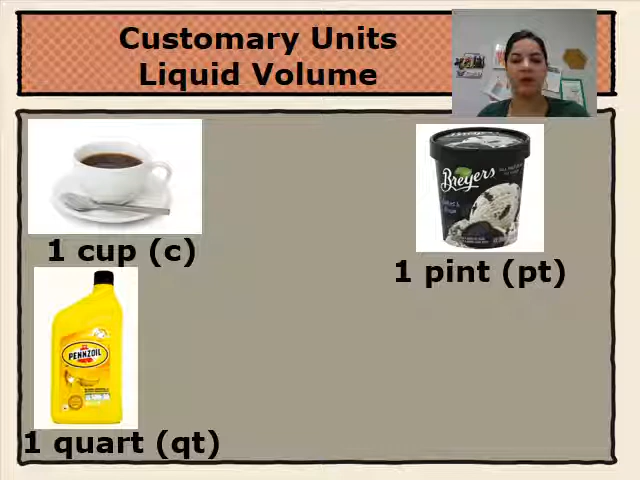 Customary Units
Liquid Volume
1 cup (c)
Breyers
1 pint (pt)
PENNZOIL
1 quart (qt)